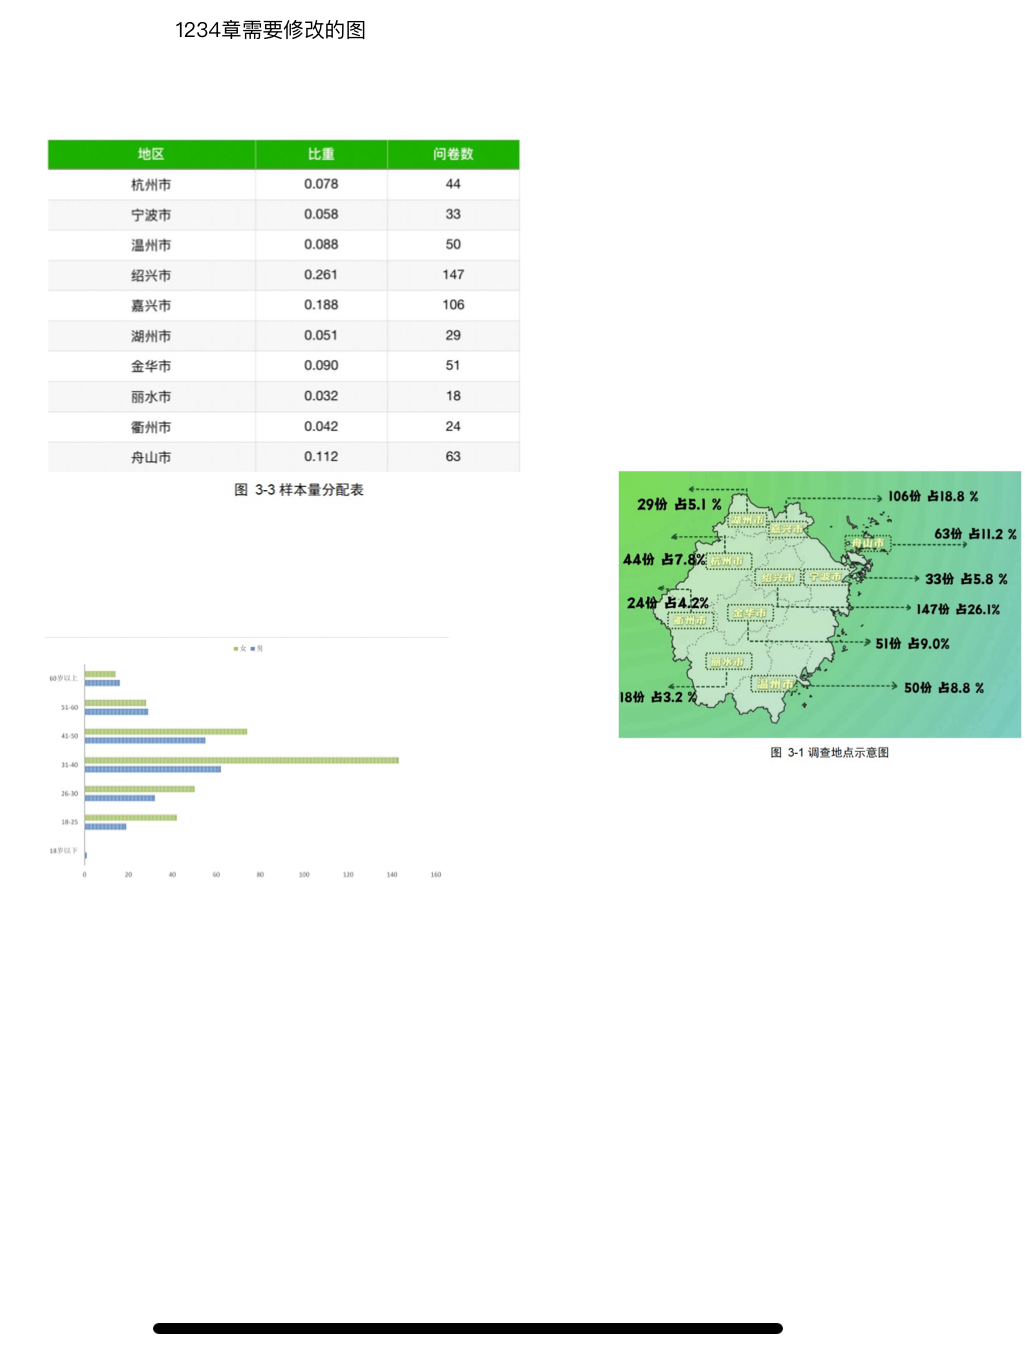 1234章需要修改的图
地区 比重 问卷数
杭州市 0.078 44
宁波市 0.058 33
温州市 0.088 50
绍兴市 0.261 147
嘉兴市 0.188 106
湖州市 0.051 29
金华市 0.090 51
丽水市 0.032 18
衢州市 0.042 24
舟山市 0.112 63
图 3-3 样本量分配表
29份 占5.1 %
106份 占18.8 %
湖州市
嘉兴市
63份 占11.2 %
舟山市
44份 占7.8%
杭州市
绍兴市
宁波市
33份 占5.8 %
24份 占4.2%
147份 占26.1%
金华市
衢州市
51份 占9.0%
丽水市
温州市
50份 占8.8 %
18份 占3.2 %
图 3-1 调查地点示意图
女 男
60岁以上
51-60
41-50
31-40
26-30
18-25
18岁以下
0 20 40 60 80 100 120 140 160